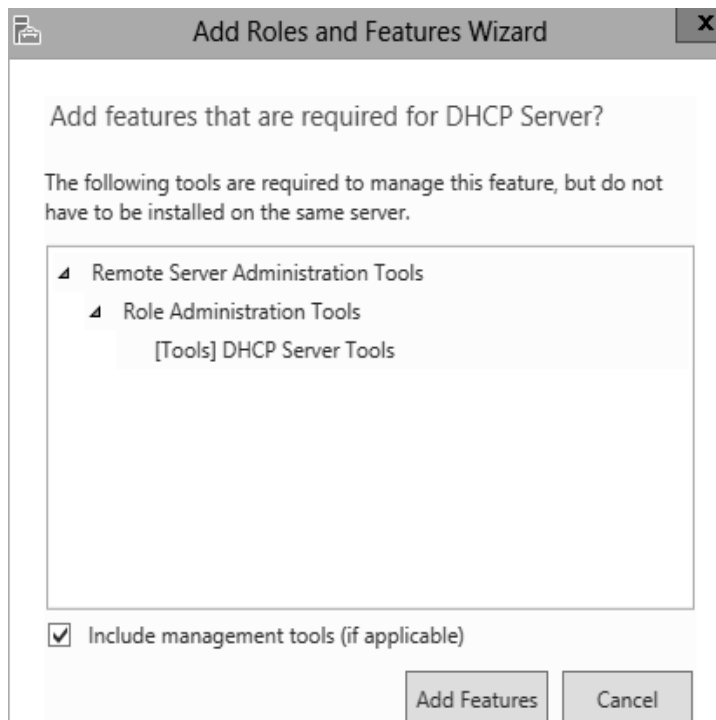 Add Roles and Features Wizard
x
Add features that are required for DHCP Server?
The following tools are required to manage this feature, but do not
have to be installed on the same server.
Remote Server Administration Tools
Role Administration Tools
[Tools] DHCP Server Tools
Include management tools (if applicable)
Add Features
Cancel